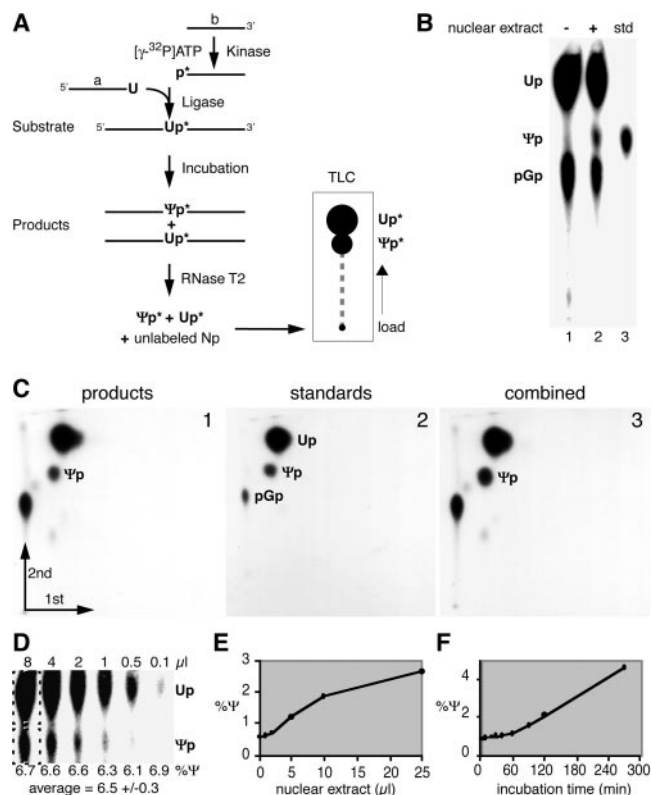 A
b
3'
[γ-³²P]ATP
Kinase
p*
a
5'
U
Ligase
Substrate
5'
Up*
3'
Incubation
TLC
Ψp*
+
Products
Up*
Up*
Ψp*
RNase T2
Ψp* + Up*
+ unlabeled Np
load
B
nuclear extract - + std
Up
Ψp
pGp
1 2 3
C
products
standards
combined
1
2
3
Up
Ψp
Ψp
Ψp
pGp
2nd
1st
D
8 4 2 1 0.5 0.1 μl
Up
Ψp
6.7 6.6 6.6 6.3 6.1 6.9 %Ψ
average = 6.5 +/-0.3
E
3
2
%Ψ
1
0
0 5 10 15 20 25
nuclear extract (μl)
F
4
%Ψ
2
0
0 60 120 180 240 300
incubation time (min)